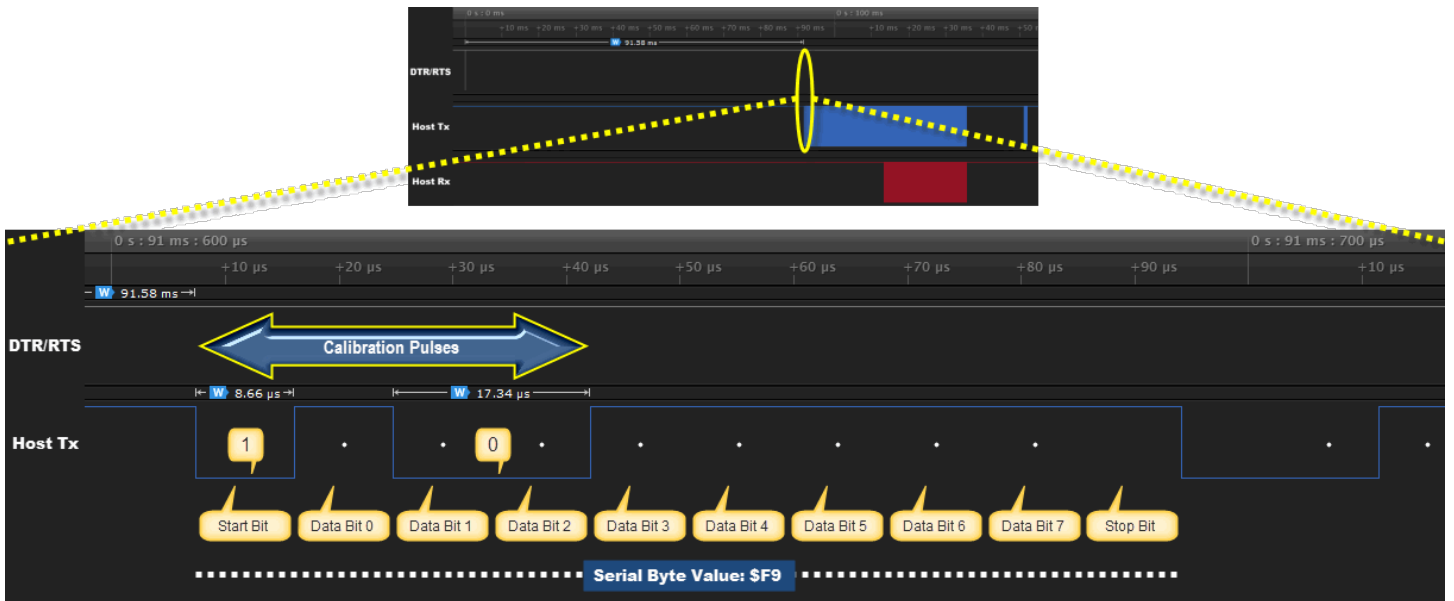 0 s : 0 ms 0 s : 100 ms
+10 ms +20 ms +30 ms +40 ms +50 ms +60 ms +70 ms +80 ms +90 ms +10 ms +20 ms +30 ms +40 ms +50
W 91.58 ms
DTR/RTS
Host Tx
Host Rx
0 s : 91 ms : 600 µs 0 s : 91 ms : 700 µs
+10 µs +20 µs +30 µs +40 µs +50 µs +60 µs +70 µs +80 µs +90 µs +10 µs
W 91.58 ms
DTR/RTS
Calibration Pulses
W 8.66 µs W 17.34 µs
Host Tx
1 0
Start Bit Data Bit 0 Data Bit 1 Data Bit 2 Data Bit 3 Data Bit 4 Data Bit 5 Data Bit 6 Data Bit 7 Stop Bit
Serial Byte Value: $F9